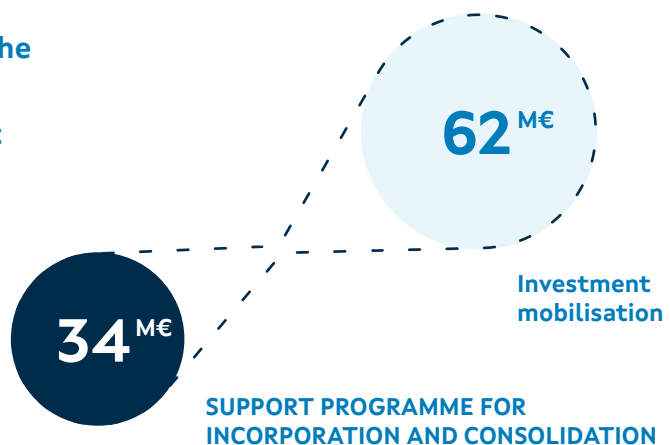 he
62 M€
Investment
mobilisation
34 M€
SUPPORT PROGRAMME FOR
INCORPORATION AND CONSOLIDATION